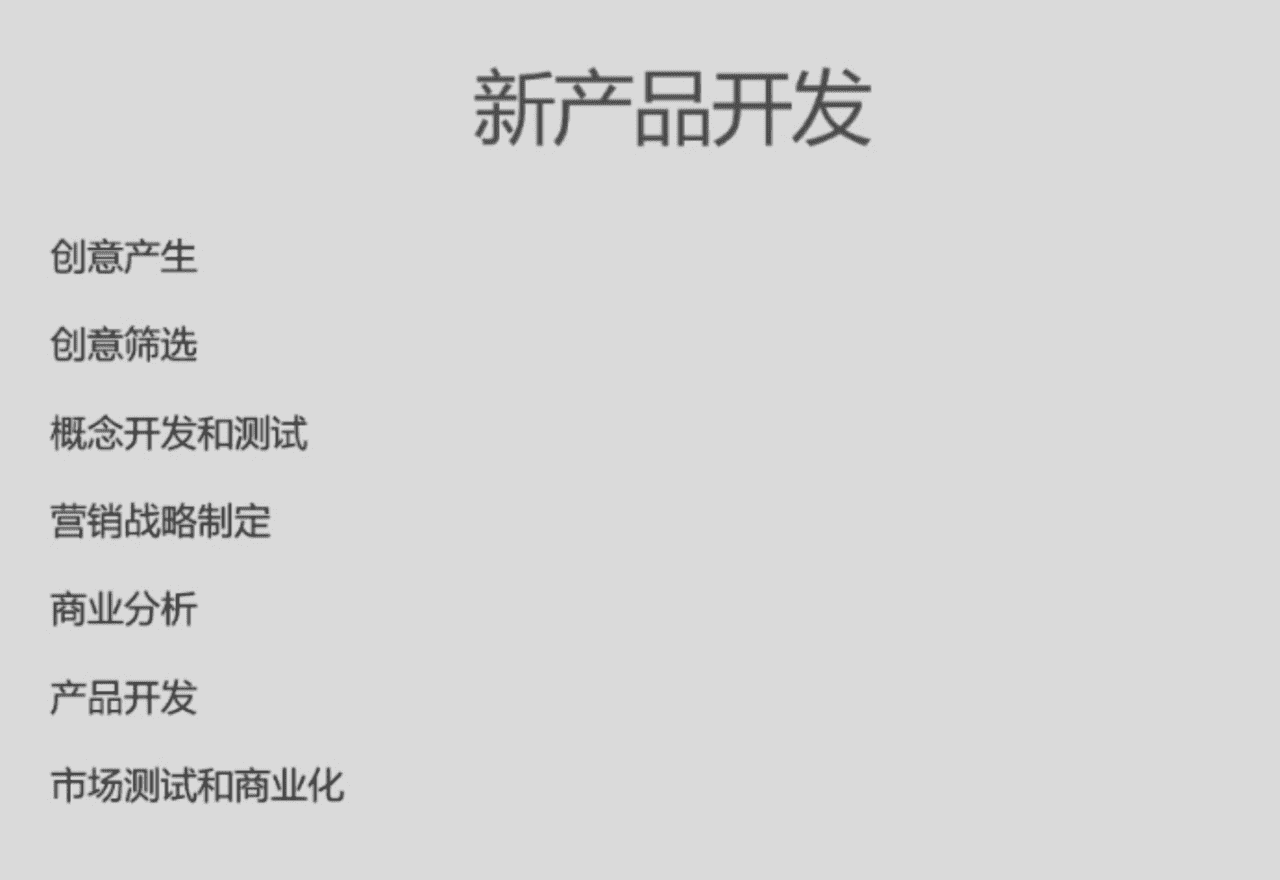 新产品开发
创意产生
创意筛选
概念开发和测试
营销战略制定
商业分析
产品开发
市场测试和商业化